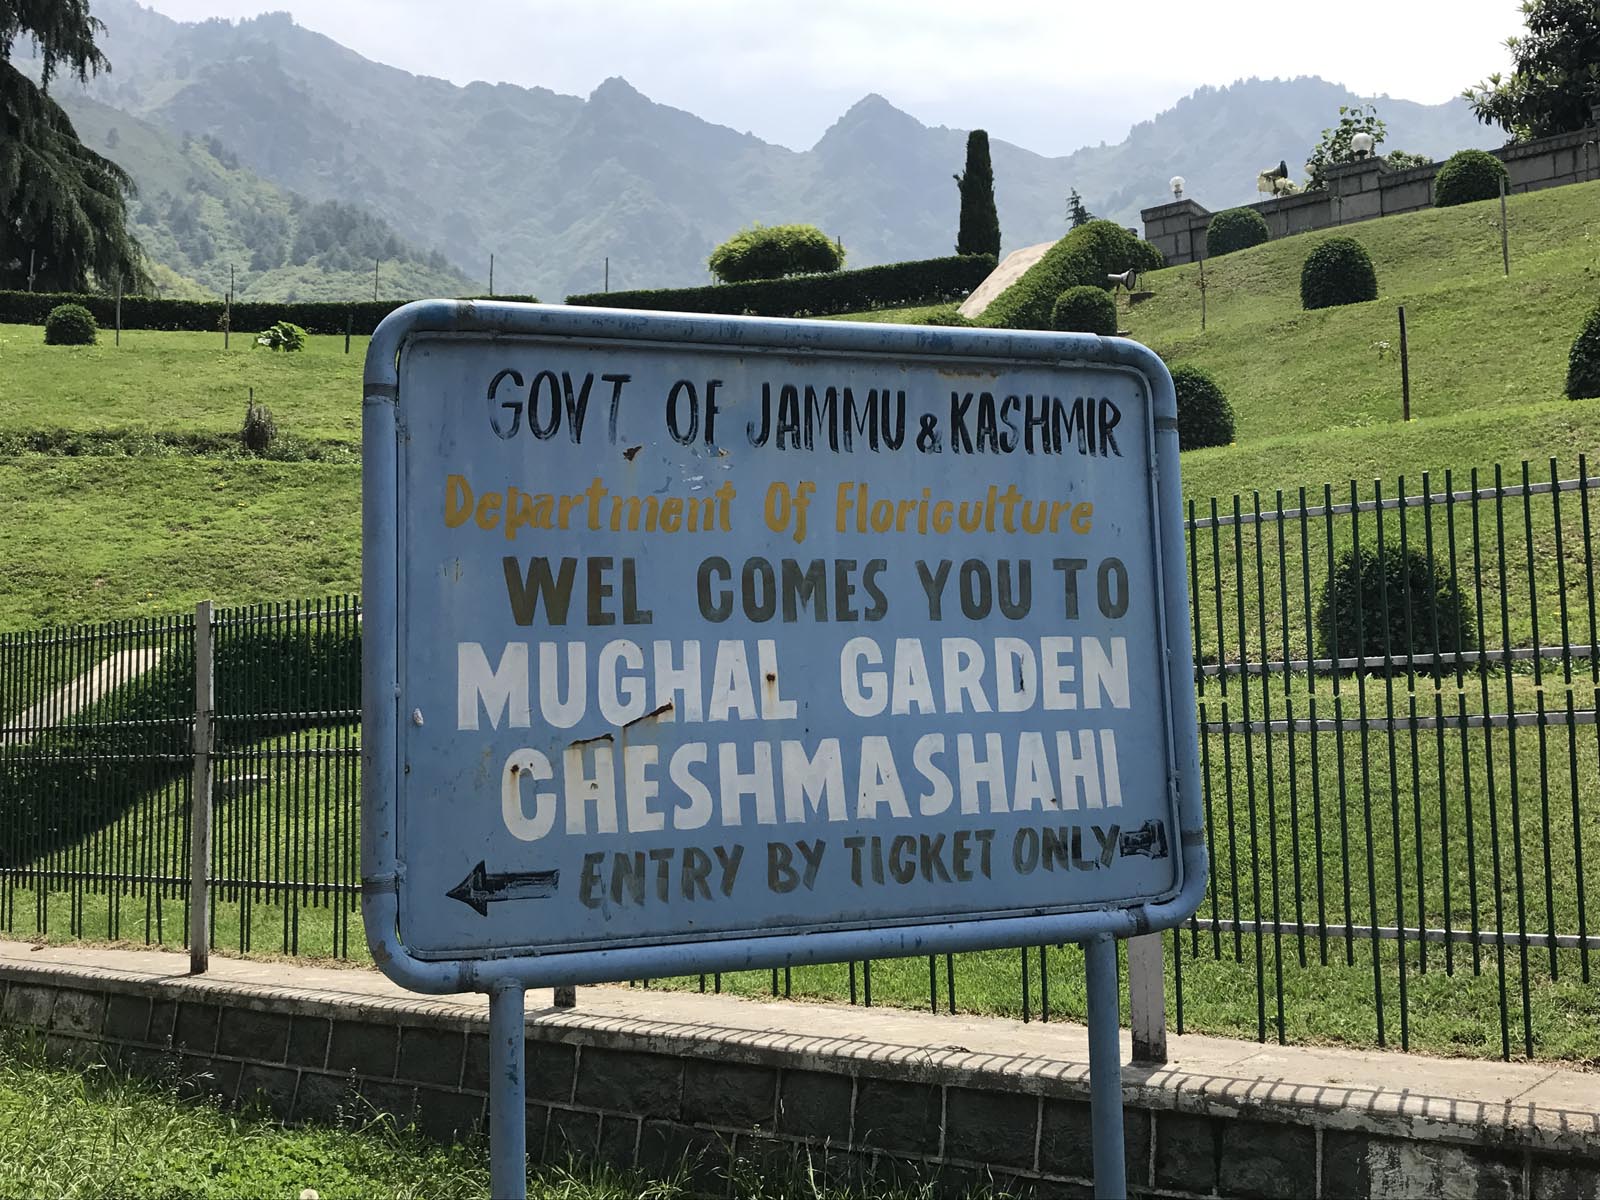 GOVT OF JAMMU & KASHMIR
Department Of Floriculture
WEL COMES YOU TO
MUGHAL GARDEN
CHESHMASHAHI
ENTRY BY TICKET ONLY